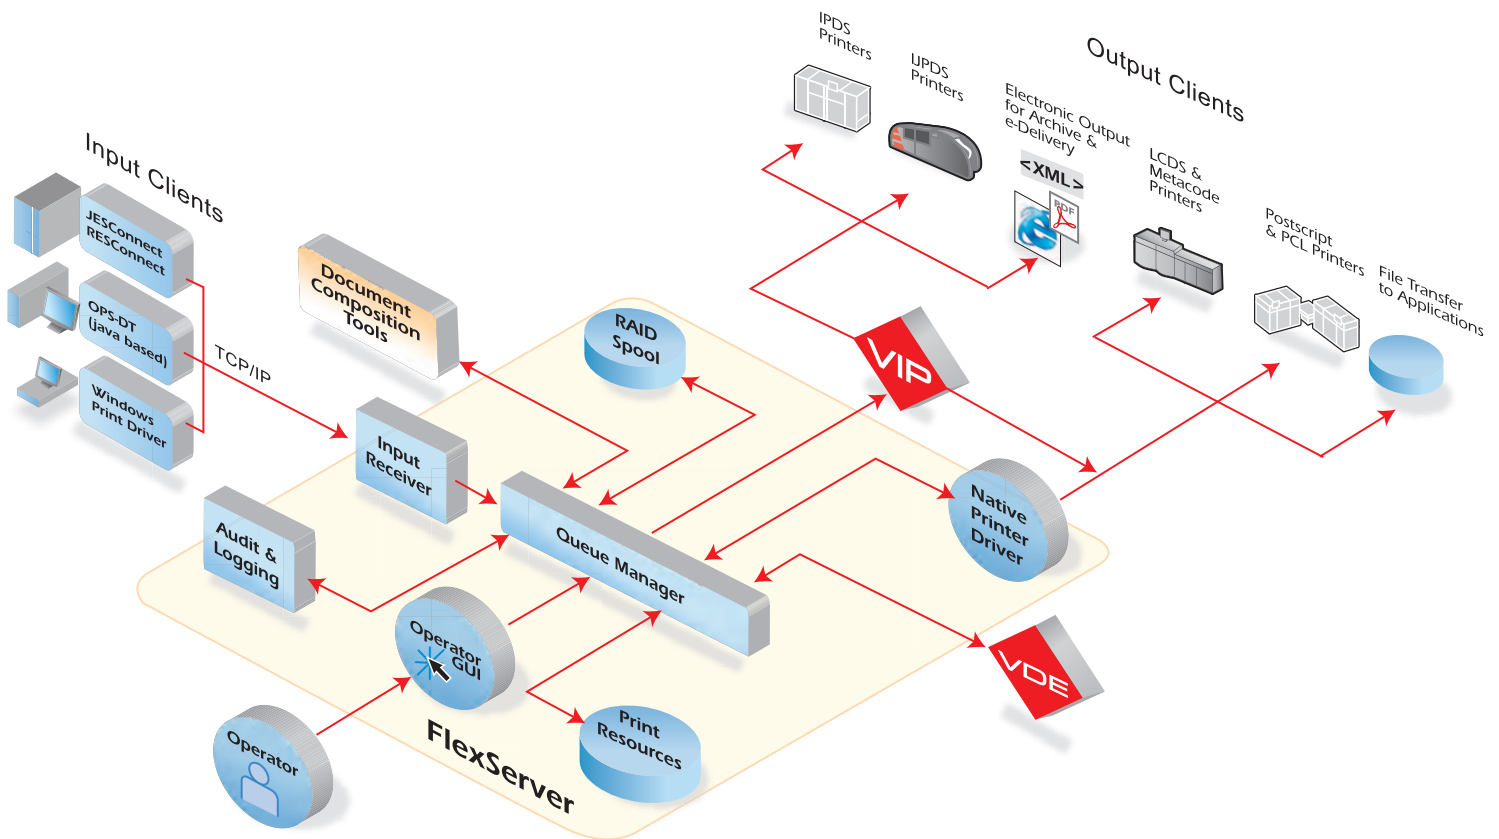 Input Clients
JESConnect
RESConnect
OPS-DT
(java based)
Windows
Print Driver
TCP/IP
Document
Composition
Tools
RAID
Spool
Input
Receiver
Audit &
Logging
Queue Manager
Operator
GUI
Operator
FlexServer
Print
Resources
VIP
Native
Printer
Driver
VDE
Output Clients
IPDS
Printers
IJPDS
Printers
Electronic Output
for Archive &
e-Delivery
<XML>
PDF
LCDS &
Metacode
Printers
Postscript
& PCL Printers
File Transfer
to Applications